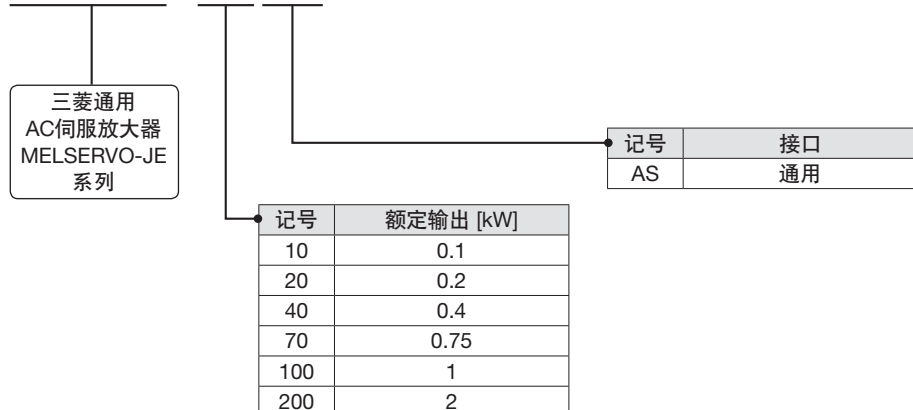 三菱通用
AC伺服放大器
MELSERVO-JE
系列
记号 接口
AS 通用
记号 额定输出 [kW]
10 0.1
20 0.2
40 0.4
70 0.75
100 1
200 2